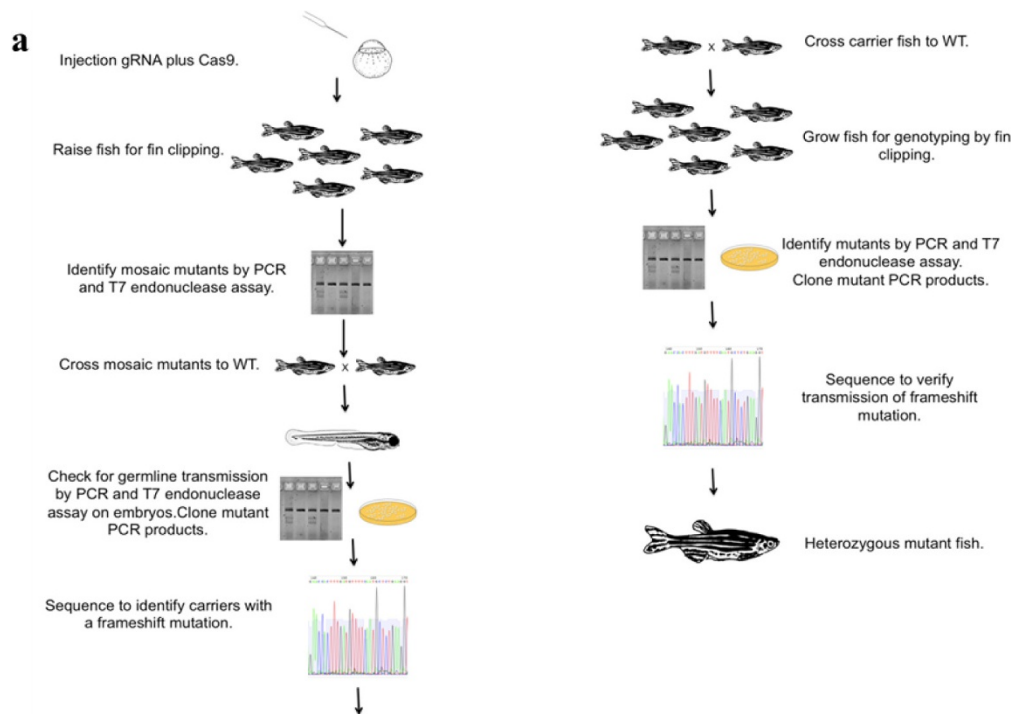 a
Injection gRNA plus Cas9.
Raise fish for fin clipping.
Identify mosaic mutants by PCR
and T7 endonuclease assay.
Cross mosaic mutants to WT.
X
Check for germline transmission
by PCR and T7 endonuclease
assay on embryos.Clone mutant
PCR products.
Sequence to identify carriers with
a frameshift mutation.
X
Cross carrier fish to WT.
Grow fish for genotyping by fin
clipping.
Identify mutants by PCR and T7
endonuclease assay.
Clone mutant PCR products.
Sequence to verify
transmission of frameshift
mutation.
Heterozygous mutant fish.